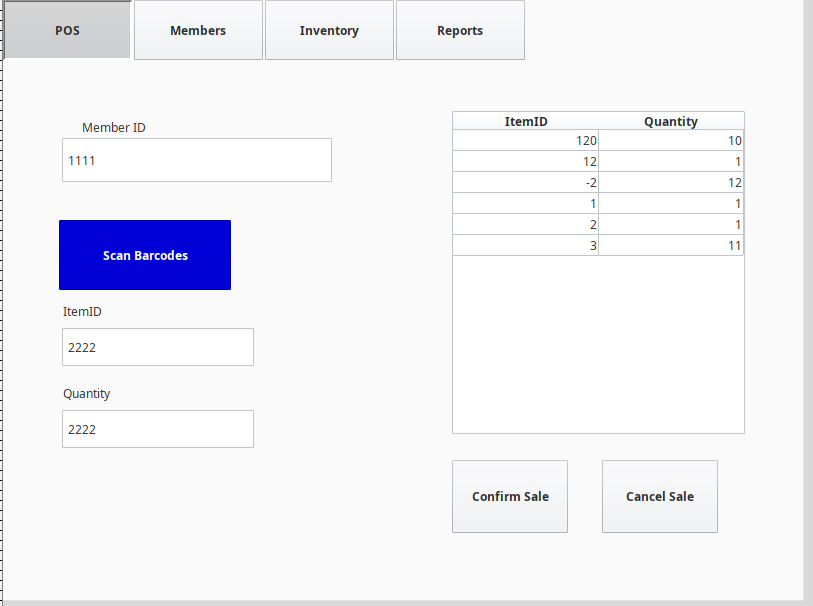 POS Members Inventory Reports
Member ID
1111
Scan Barcodes
ItemID
2222
Quantity
2222
ItemID Quantity
120 10
12 1
-2 12
1 1
2 1
3 11
Confirm Sale Cancel Sale